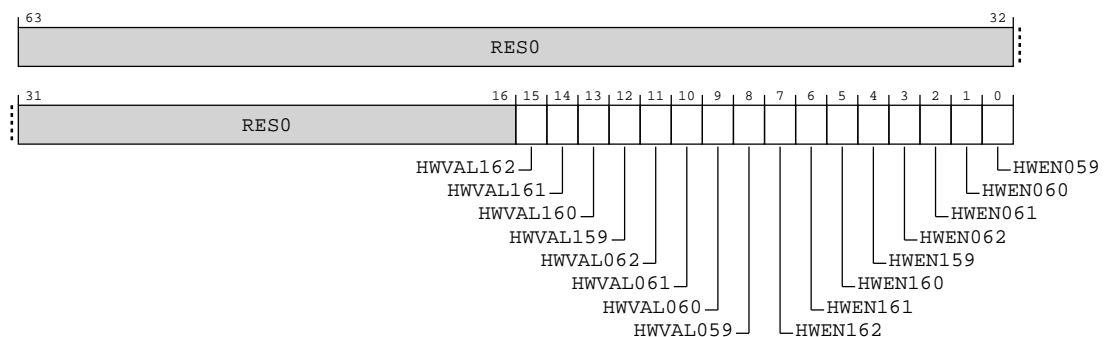 63 32
RES0
31 16 15 14 13 12 11 10 9 8 7 6 5 4 3 2 1 0
RES0
HWVAL162 HWEN059
HWVAL161 HWEN060
HWVAL160 HWEN061
HWVAL159 HWEN062
HWVAL062 HWEN159
HWVAL061 HWEN160
HWVAL060 HWEN161
HWVAL059 HWEN162